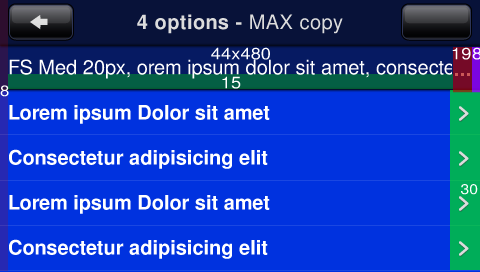 4 options - MAX copy
44x480
198
FS Med 20px, orem ipsum dolor sit amet, consecte...
15
8
Lorem ipsum Dolor sit amet
Consectetur adipisicing elit
30
Lorem ipsum Dolor sit amet
Consectetur adipisicing elit